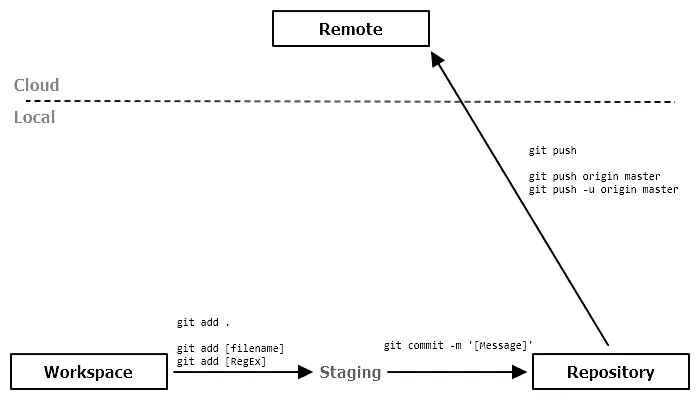 Remote
Cloud
Local
git push
git push origin master
git push -u origin master
git add .
git add [filename]
git add [RegEx]
git commit -m '[Message]'
Workspace
Staging
Repository